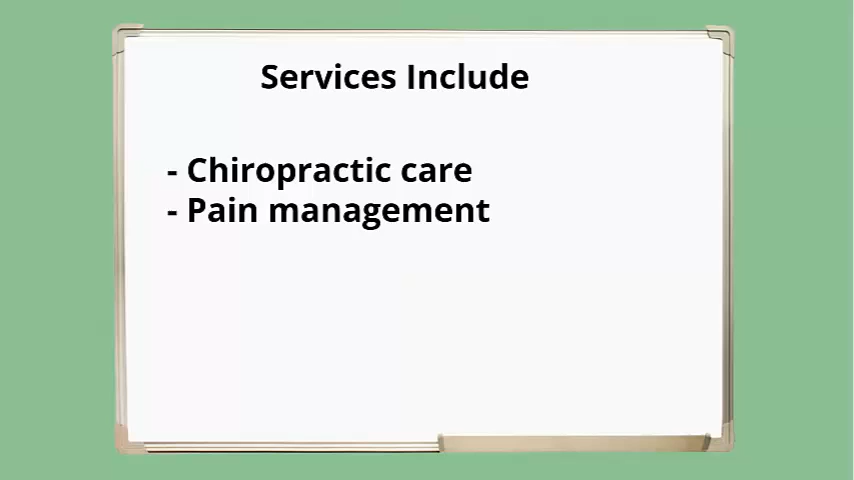 Services Include
- Chiropractic care
- Pain management